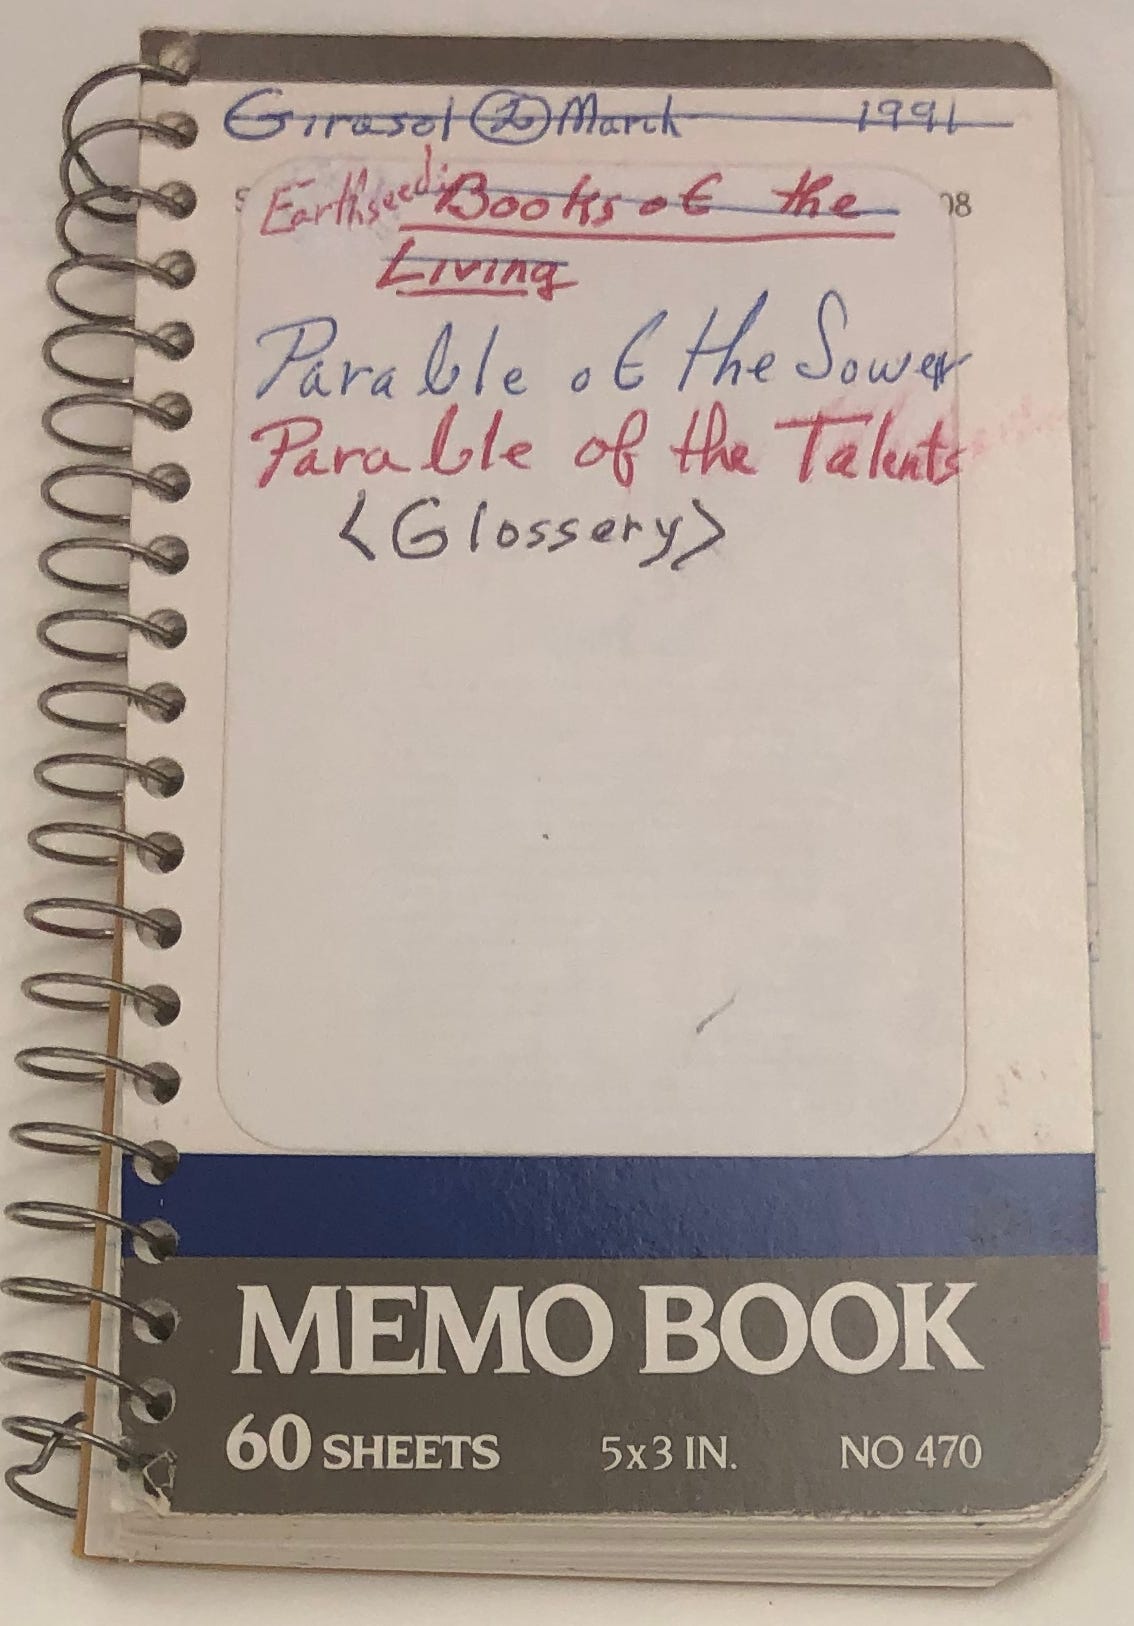 Girasol ② March 1991
Earthseed: Books of the
Living
Parable of the Sower
Parable of the Talents
<Glossery>
MEMO BOOK
60 SHEETS 5x3 IN. NO 470